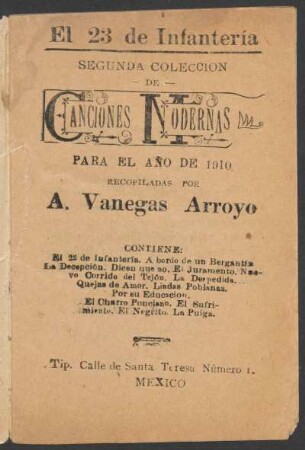 El 23 de Infantería
SEGUNDA COLECCION
- DE -
CANCIONES MODERNAS
PARA EL AÑO DE 1910
RECOPILADAS POR
A. Vanegas Arroyo
CONTIENE:
El 23 de Infantería. A bordo de un Bergantín
La Decepción. Dicen que no. El Juramento. Nue-
vo Corrido del Tejón. La Despedida.
Quejas de Amor. Lindas Poblanas.
Por su Educacion.
El Charro Ponciano. El Sufri-
miento. El Negrito. La Pulga.
Tip. Calle de Santa Teresa Número 1.
MEXICO